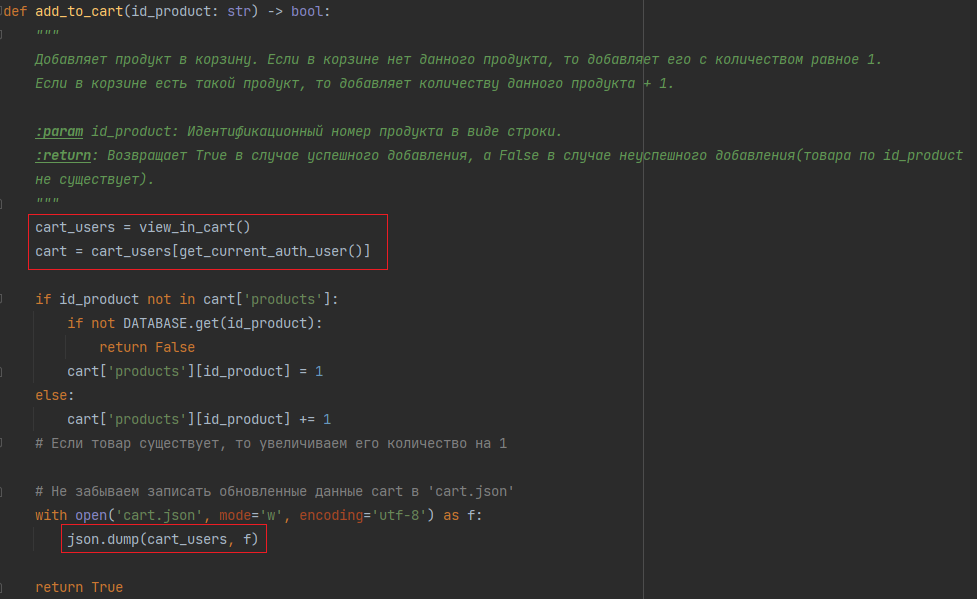 def add_to_cart(id_product: str) -> bool:
"""
Добавляет продукт в корзину. Если в корзине нет данного продукта, то добавляет его с количеством равное 1.
Если в корзине есть такой продукт, то добавляет количеству данного продукта + 1.
:param id_product: Идентификационный номер продукта в виде строки.
:return: Возвращает True в случае успешного добавления, а False в случае неуспешного добавления(товара по id_product
не существует).
"""
cart_users = view_in_cart()
cart = cart_users[get_current_auth_user()]
if id_product not in cart['products']:
if not DATABASE.get(id_product):
return False
cart['products'][id_product] = 1
else:
cart['products'][id_product] += 1
# Если товар существует, то увеличиваем его количество на 1
# Не забываем записать обновленные данные cart в 'cart.json'
with open('cart.json', mode='w', encoding='utf-8') as f:
json.dump(cart_users, f)
return True